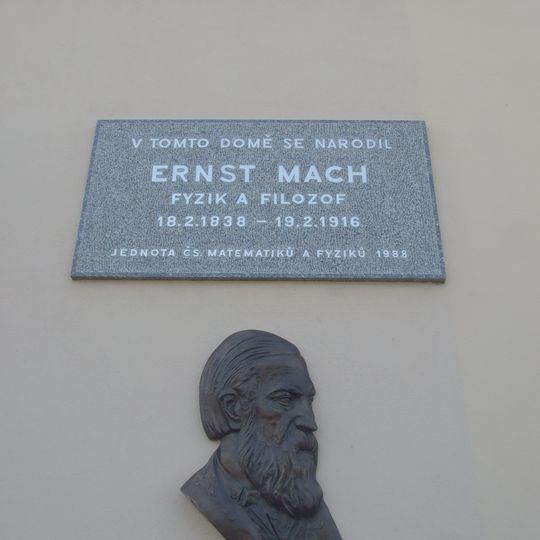 V TOMTO DOMĚ SE NARODIL
ERNST MACH
FYZIK A FILOZOF
18.2.1838 – 19.2.1916
JEDNOTA ČS. MATEMATIKŮ A FYZIKŮ 1988